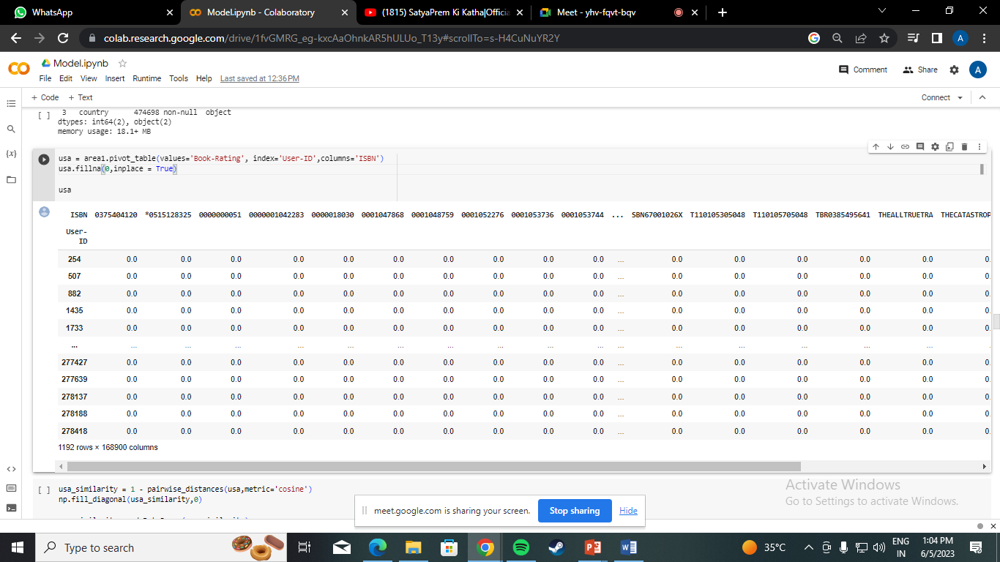 WhatsApp
Model.ipynb - Colaboratory
(1815) SatyaPrem Ki Katha|Officia
Meet - yhv-fqvt-bqv
colab.research.google.com/drive/1fvGMRG_eg-kxcAaOhnkAR5hULUo_T13y#scrollTo=s-H4CuNuYR2Y
A
Model.ipynb
File Edit View Insert Runtime Tools Help Last saved at 12:36 PM
Comment Share A
+ Code + Text
Connect
[ ] 3 country 474698 non-null object
dtypes: int64(2), object(2)
memory usage: 18.1+ MB
{x}
usa = area1.pivot_table(values='Book-Rating', index='User-ID',columns='ISBN')
usa.fillna(0,inplace = True)
usa
ISBN 0375404120 *0515128325 0000000051 0000001042283 0000018030 0001047868 0001048759 0001052276 0001053736 0001053744 ... SBN67001026X T110105305048 T110105705048 TBR0385495641 THEALLTRUETRA THECATASTROP
User-
ID
254 0.0 0.0 0.0 0.0 0.0 0.0 0.0 0.0 0.0 0.0 ... 0.0 0.0 0.0 0.0 0.0 0.
507 0.0 0.0 0.0 0.0 0.0 0.0 0.0 0.0 0.0 0.0 ... 0.0 0.0 0.0 0.0 0.0 0.
882 0.0 0.0 0.0 0.0 0.0 0.0 0.0 0.0 0.0 0.0 ... 0.0 0.0 0.0 0.0 0.0 0.
1435 0.0 0.0 0.0 0.0 0.0 0.0 0.0 0.0 0.0 0.0 ... 0.0 0.0 0.0 0.0 0.0 0.
1733 0.0 0.0 0.0 0.0 0.0 0.0 0.0 0.0 0.0 0.0 ... 0.0 0.0 0.0 0.0 0.0 0.
... ... ... ... ... ... ... ... ... ... ... ... ... ... ... ... ...
277427 0.0 0.0 0.0 0.0 0.0 0.0 0.0 0.0 0.0 0.0 ... 0.0 0.0 0.0 0.0 0.0 0.
277639 0.0 0.0 0.0 0.0 0.0 0.0 0.0 0.0 0.0 0.0 ... 0.0 0.0 0.0 0.0 0.0 0.
278137 0.0 0.0 0.0 0.0 0.0 0.0 0.0 0.0 0.0 0.0 ... 0.0 0.0 0.0 0.0 0.0 0.
278188 0.0 0.0 0.0 0.0 0.0 0.0 0.0 0.0 0.0 0.0 ... 0.0 0.0 0.0 0.0 0.0 0.
278418 0.0 0.0 0.0 0.0 0.0 0.0 0.0 0.0 0.0 0.0 ... 0.0 0.0 0.0 0.0 0.0 0.
1192 rows × 168900 columns
[ ] usa_similarity = 1 - pairwise_distances(usa,metric='cosine')
np.fill_diagonal(usa_similarity,0)
Activate Windows
Go to Settings to activate Windows.
meet.google.com is sharing your screen. Stop sharing Hide
Type to search
35°C
ENG
IN
1:04 PM
6/5/2023